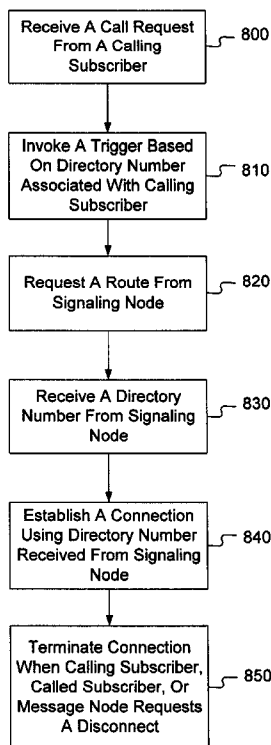 Receive A Call Request
From A Calling
Subscriber
800
Invoke A Trigger Based
On Directory Number
Associated With Calling
Subscriber
810
Request A Route From
Signaling Node
820
Receive A Directory
Number From Signaling
Node
830
Establish A Connection
Using Directory Number
Received From Signaling
Node
840
Terminate Connection
When Calling Subscriber,
Called Subscriber, Or
Message Node Requests
A Disconnect
850